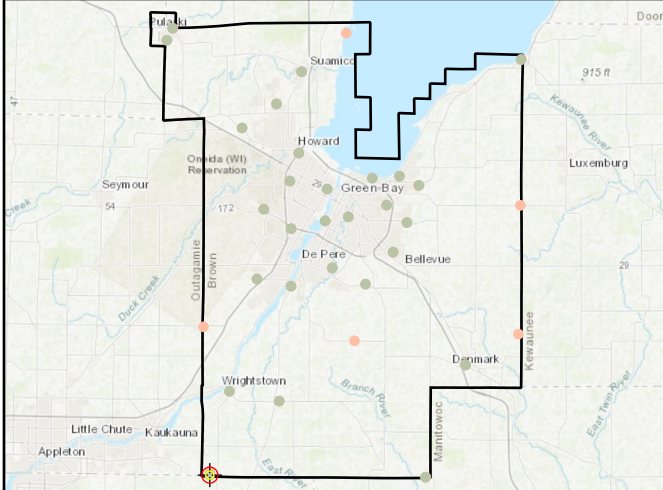 Pulaski
Door
Suamico
915 ft
47
Kewaunee River
Howard
Oneida (WI)
Reservation
Luxemburg
Seymour
29
Green Bay
Creek
54
172
Outagamie
Brown
De Pere
Bellevue
29
Duck Creek
Kewaunee
Denmark
Wrightstown
Branch River
East Twin River
Manitowoc
Little Chute
Kaukauna
Appleton
East River